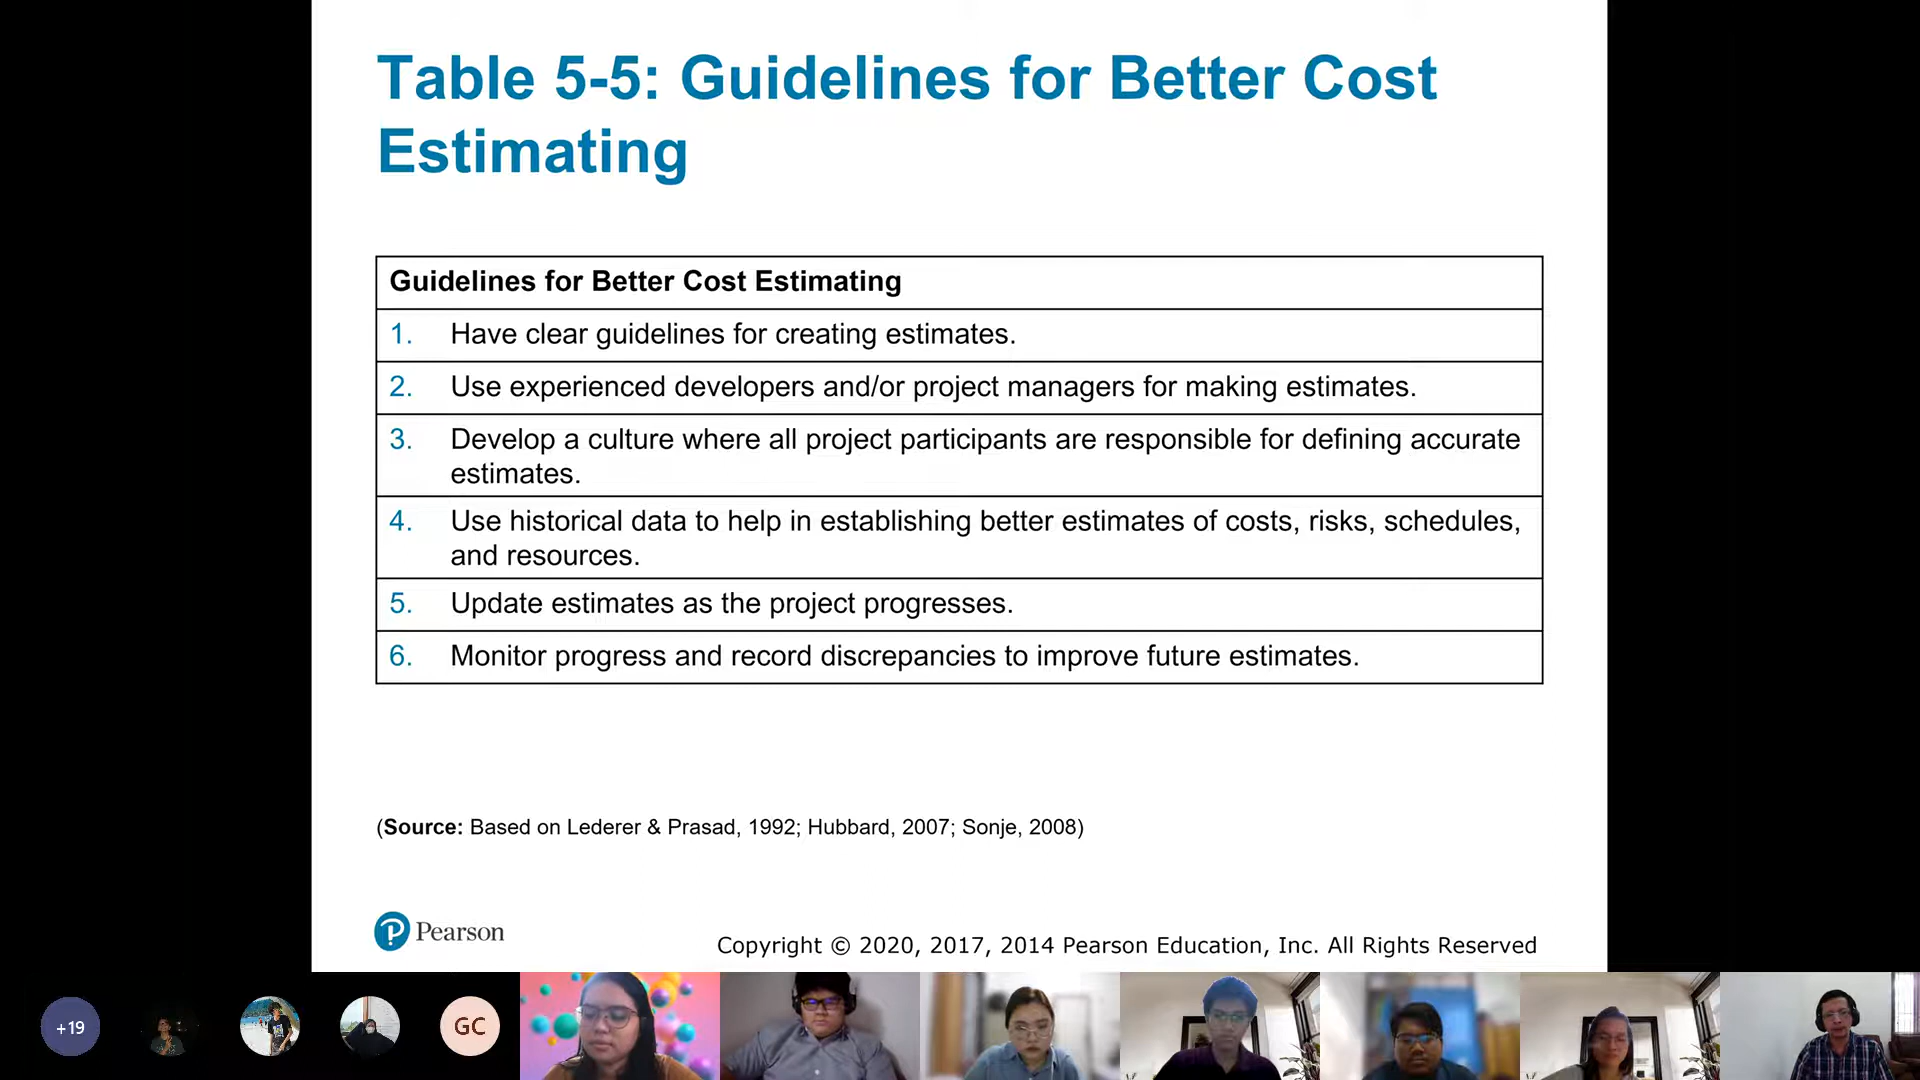 Table 5-5: Guidelines for Better Cost
Estimating
Guidelines for Better Cost Estimating
1. Have clear guidelines for creating estimates.
2. Use experienced developers and/or project managers for making estimates.
3. Develop a culture where all project participants are responsible for defining accurate
estimates.
4. Use historical data to help in establishing better estimates of costs, risks, schedules,
and resources.
5. Update estimates as the project progresses.
6. Monitor progress and record discrepancies to improve future estimates.
(Source: Based on Lederer & Prasad, 1992; Hubbard, 2007; Sonje, 2008)
Pearson
Copyright © 2020, 2017, 2014 Pearson Education, Inc. All Rights Reserved
+19
GC